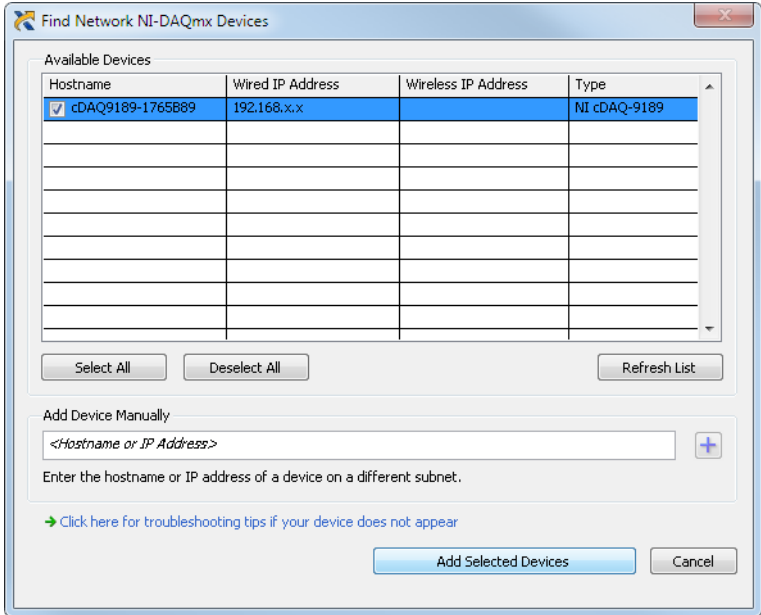 Find Network NI-DAQmx Devices
Available Devices
Hostname Wired IP Address Wireless IP Address Type
cDAQ9189-1765B89 192.168.x.x NI cDAQ-9189
Select All Deselect All Refresh List
Add Device Manually
<Hostname or IP Address>
Enter the hostname or IP address of a device on a different subnet.
Click here for troubleshooting tips if your device does not appear
Add Selected Devices Cancel